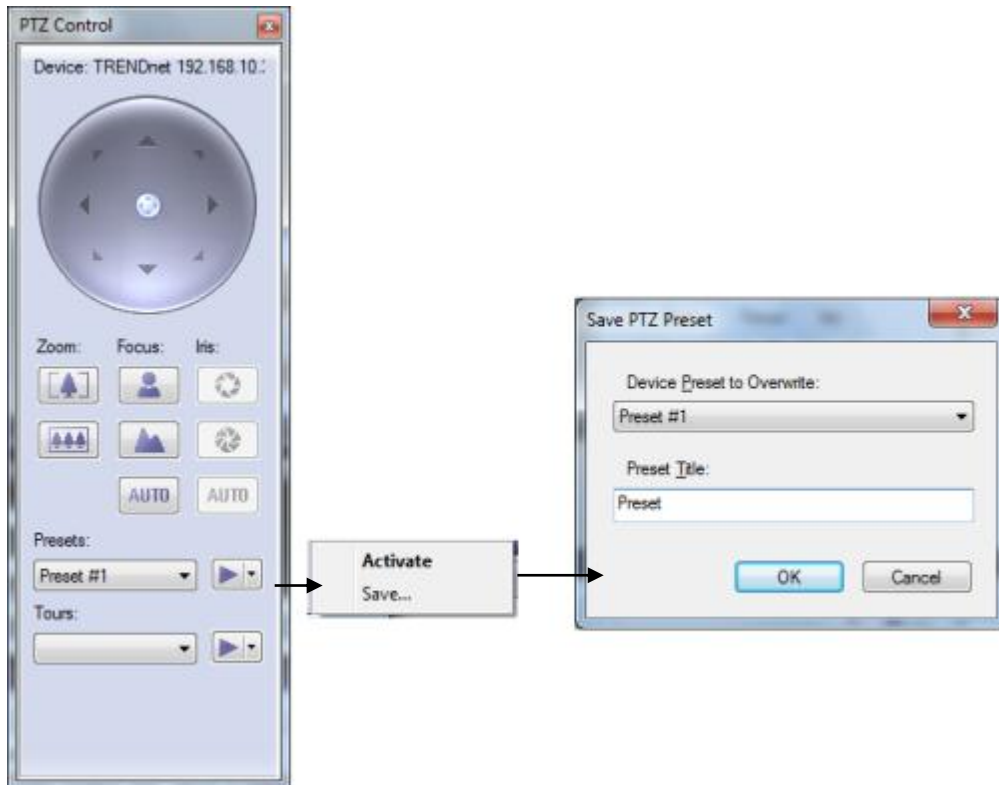 PTZ Control
Device: TRENDnet 192.168.10.
Zoom: Focus: Iris:
AUTO AUTO
Presets:
Preset #1
Tours:
Activate
Save...
Save PTZ Preset
Device Preset to Overwrite:
Preset #1
Preset Title:
Preset
OK Cancel